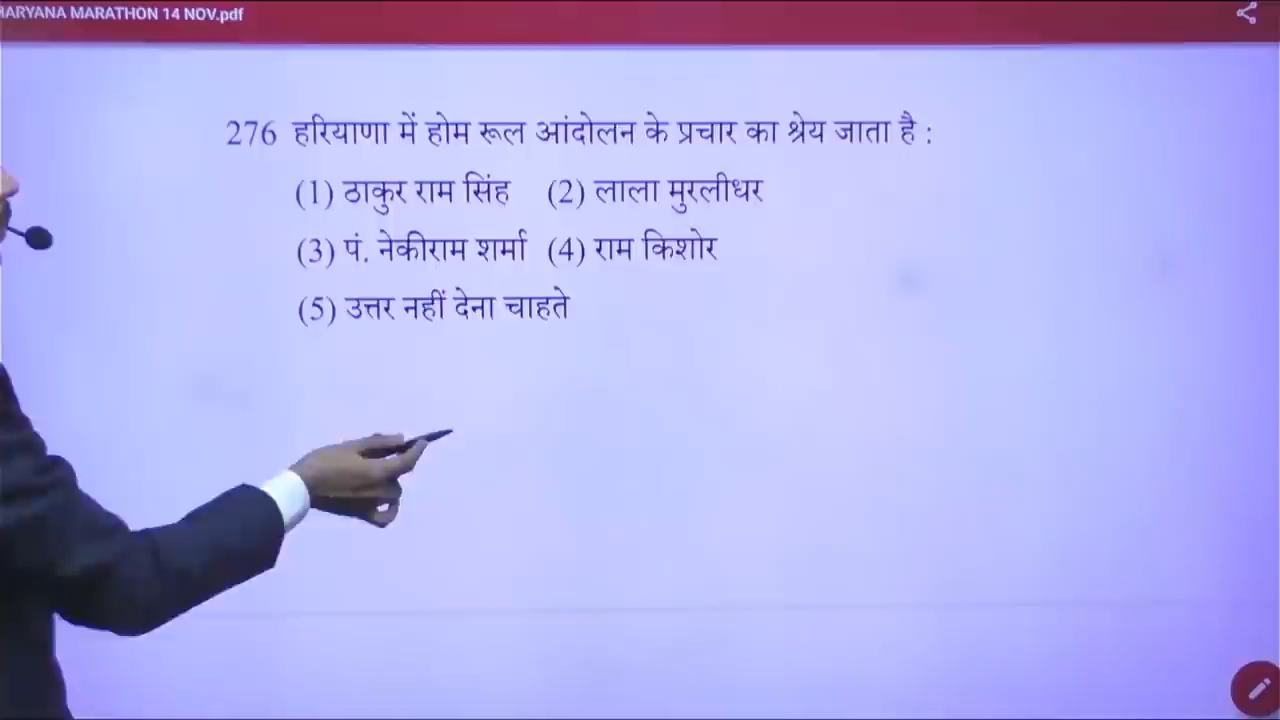 HARYANA MARATHON 14 NOV.pdf
276 हरियाणा में होम रूल आंदोलन के प्रचार का श्रेय जाता है :
(1) ठाकुर राम सिंह (2) लाला मुरलीधर
(3) पं. नेकीराम शर्मा (4) राम किशोर
(5) उत्तर नहीं देना चाहते